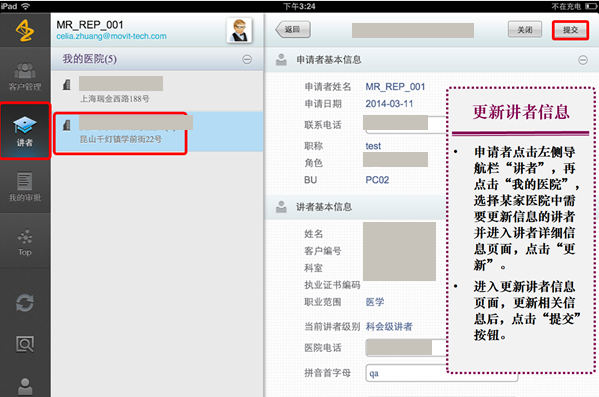 iPad
下午3:24
不在充电
MR_REP_001
celia.zhuang@movit-tech.com
返回
关闭
提交
客户管理
讲者
我的审批
Top
我的医院(5)
上海瑞金西路188号
昆山千灯镇学前街22号
申请者基本信息
申请者姓名 MR_REP_001
申请日期 2014-03-11
联系电话
职称 test
角色
BU PC02
讲者基本信息
姓名
客户编号
科室
执业证书编码
职业范围 医学
当前讲者级别 科会级讲者
医院电话
拼音首字母 qa
更新讲者信息
• 申请者点击左侧导
航栏“讲者”，再
点击“我的医院”，
选择某家医院中需
要更新信息的讲者
并进入讲者详细信
息页面，点击“更
新”。
• 进入更新讲者信息
页面，更新相关信
息后，点击“提交”
按钮。